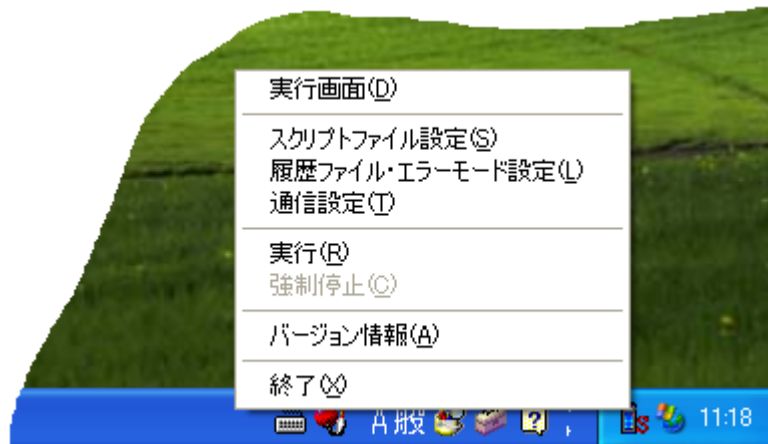 実行画面(D)
スクリプトファイル設定(S)
履歴ファイル・エラーモード設定(L)
通信設定(T)
実行(R)
強制停止(C)
バージョン情報(A)
終了(X)
A 般
11:18